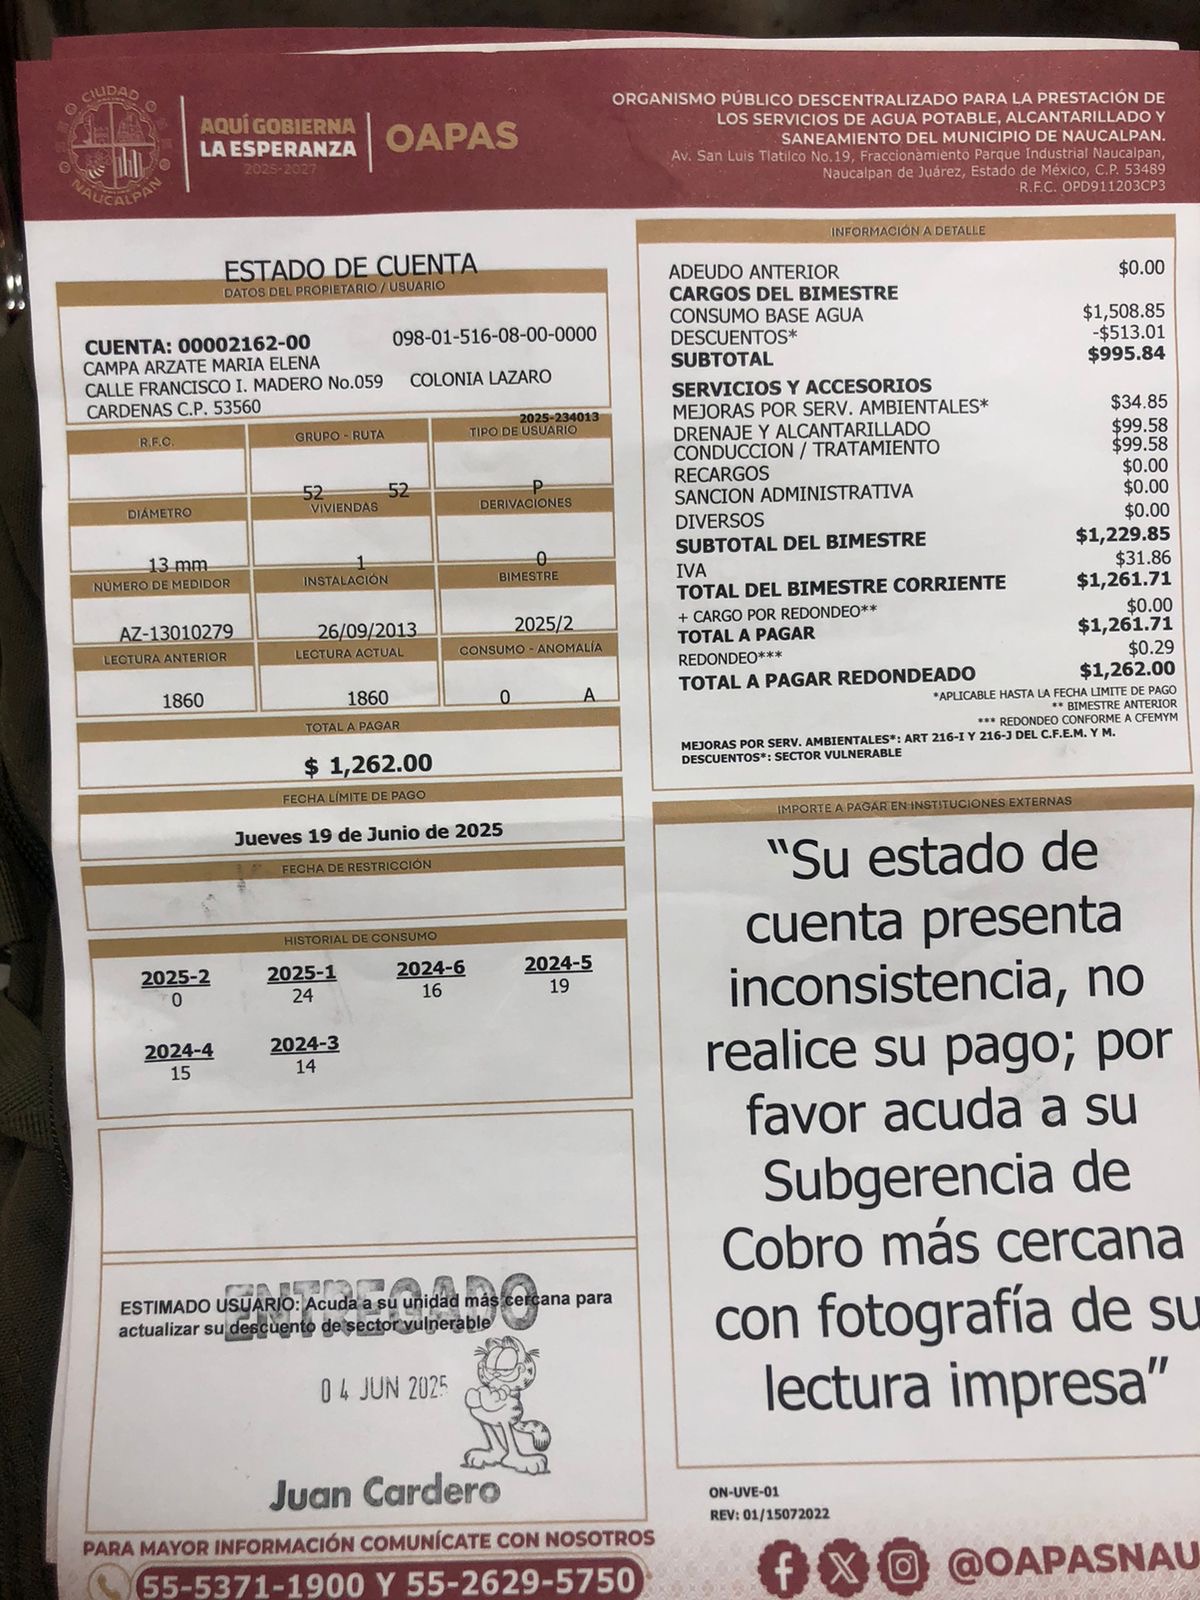 CIUDAD
NAUCALPAN
AQUÍ GOBIERNA
LA ESPERANZA
2025-2027
OAPAS
ORGANISMO PÚBLICO DESCENTRALIZADO PARA LA PRESTACIÓN DE
LOS SERVICIOS DE AGUA POTABLE, ALCANTARILLADO Y
SANEAMIENTO DEL MUNICIPIO DE NAUCALPAN.
Av. San Luis Tlatilco No.19, Fraccionamiento Parque Industrial Naucalpan,
Naucalpan de Juárez, Estado de México, C.P. 53489
R.F.C. OPD911203CP3
ESTADO DE CUENTA
DATOS DEL PROPIETARIO / USUARIO
CUENTA: 00002162-00 098-01-516-08-00-0000
CAMPA ARZATE MARIA ELENA
CALLE FRANCISCO I. MADERO No.059 COLONIA LAZARO
CARDENAS C.P. 53560
2025-234013
R.F.C. GRUPO - RUTA TIPO DE USUARIO
52 52 P
DIÁMETRO VIVIENDAS DERIVACIONES
13 mm 1 0
NÚMERO DE MEDIDOR INSTALACIÓN BIMESTRE
AZ-13010279 26/09/2013 2025/2
LECTURA ANTERIOR LECTURA ACTUAL CONSUMO - ANOMALÍA
1860 1860 0 A
TOTAL A PAGAR
$ 1,262.00
FECHA LÍMITE DE PAGO
Jueves 19 de Junio de 2025
FECHA DE RESTRICCIÓN
HISTORIAL DE CONSUMO
2025-2 2025-1 2024-6 2024-5
0 24 16 19
2024-4 2024-3
15 14
ENTREGADO
ESTIMADO USUARIO: Acuda a su unidad más cercana para
actualizar su descuento de sector vulnerable
04 JUN 2025
Juan Cardero
PARA MAYOR INFORMACIÓN COMUNÍCATE CON NOSOTROS
55-5371-1900 Y 55-2629-5750
INFORMACIÓN A DETALLE
ADEUDO ANTERIOR $0.00
CARGOS DEL BIMESTRE
CONSUMO BASE AGUA $1,508.85
DESCUENTOS* -$513.01
SUBTOTAL $995.84
SERVICIOS Y ACCESORIOS
MEJORAS POR SERV. AMBIENTALES* $34.85
DRENAJE Y ALCANTARILLADO $99.58
CONDUCCION / TRATAMIENTO $99.58
RECARGOS $0.00
SANCION ADMINISTRATIVA $0.00
DIVERSOS $0.00
SUBTOTAL DEL BIMESTRE $1,229.85
IVA $31.86
TOTAL DEL BIMESTRE CORRIENTE $1,261.71
+ CARGO POR REDONDEO** $0.00
TOTAL A PAGAR $1,261.71
REDONDEO*** $0.29
TOTAL A PAGAR REDONDEADO $1,262.00
*APLICABLE HASTA LA FECHA LIMITE DE PAGO
** BIMESTRE ANTERIOR
*** REDONDEO CONFORME A CFEMYM
MEJORAS POR SERV. AMBIENTALES*: ART 216-I Y 216-J DEL C.F.E.M. Y M.
DESCUENTOS*: SECTOR VULNERABLE
IMPORTE A PAGAR EN INSTITUCIONES EXTERNAS
“Su estado de
cuenta presenta
inconsistencia, no
realice su pago; por
favor acuda a su
Subgerencia de
Cobro más cercana
con fotografía de su
lectura impresa”
ON-UVE-01
REV: 01/15072022
@OAPASNAU